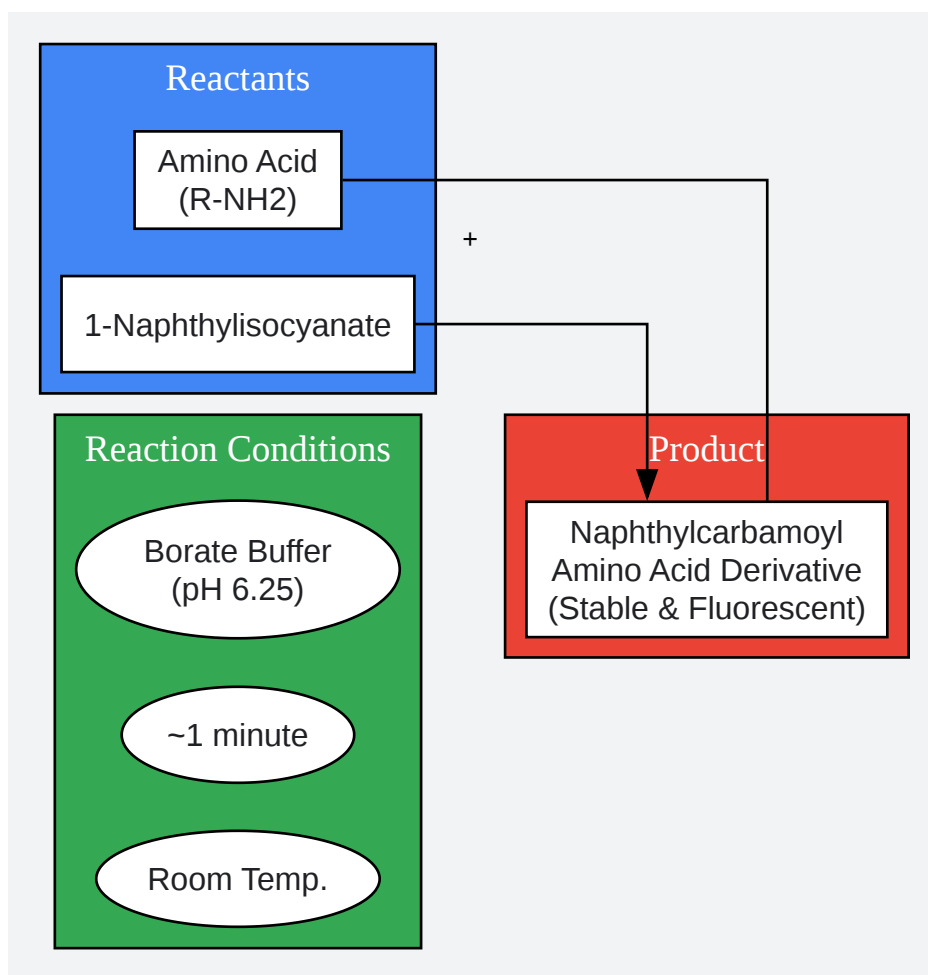 Reactants
Amino Acid
(R-NH2)
+
1-Naphthylisocyanate
Reaction Conditions
Borate Buffer
(pH 6.25)
~1 minute
Room Temp.
Product
Naphthylcarbamoyl
Amino Acid Derivative
(Stable & Fluorescent)